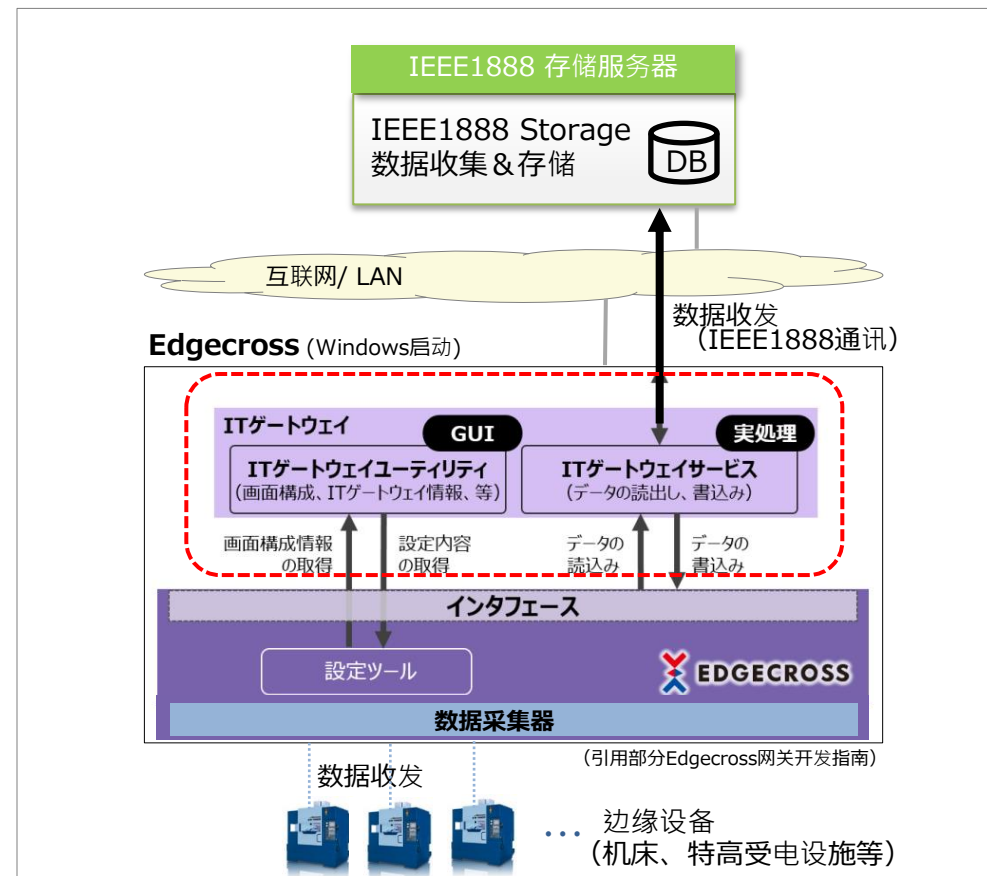 IEEE1888 存储服务器
IEEE1888 Storage
数据收集＆存储
DB
互联网/ LAN
数据收发
（IEEE1888通讯）
Edgecross (Windows启动)
ITゲートウェイ
GUI
実処理
ITゲートウェイユーティリティ
(画面構成、ITゲートウェイ情報、等)
ITゲートウェイサービス
(データの読出し、書込み)
画面構成情報
の取得
設定内容
の取得
データの
読込み
データの
書込み
インタフェース
設定ツール
EDGECROSS
数据采集器
(引用部分Edgecross网关开发指南)
数据收发
… 边缘设备
（机床、特高受电设施等）